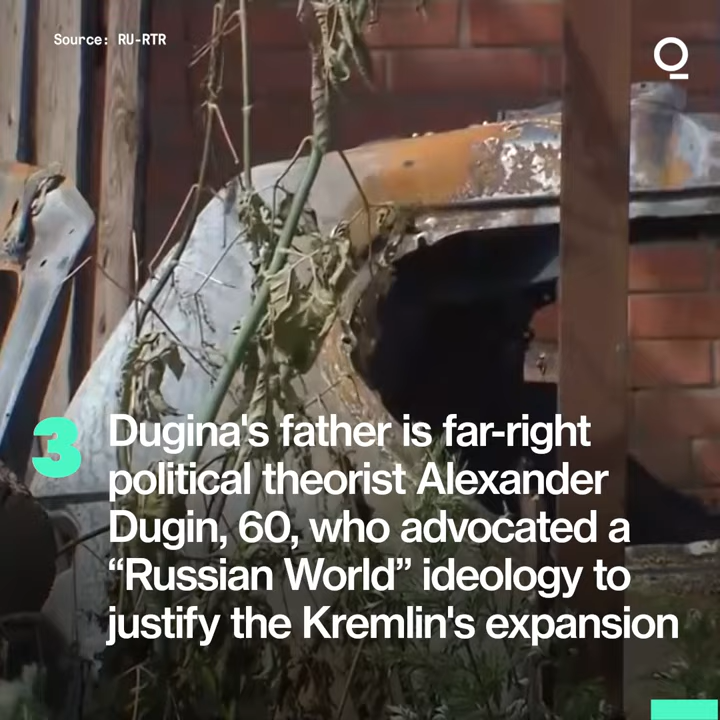 Source: RU-RTR
3
Dugina's father is far-right
political theorist Alexander
Dugin, 60, who advocated a
“Russian World” ideology to
justify the Kremlin's expansion